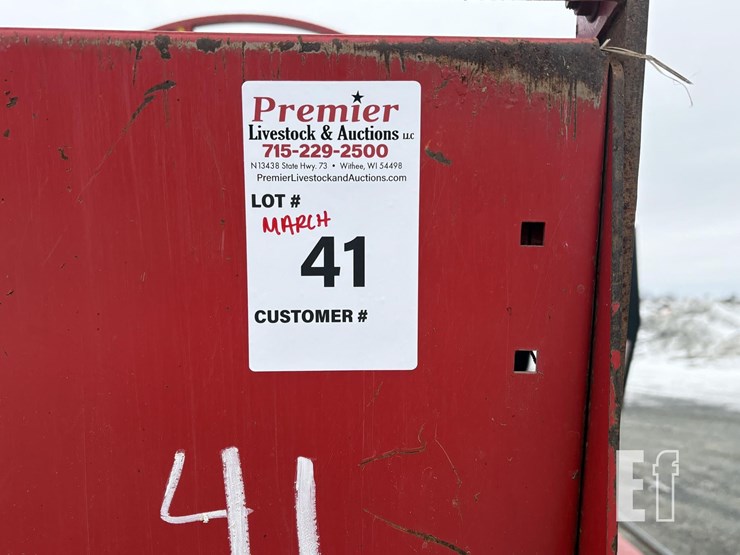 Premier
Livestock & Auctions LLC
715-229-2500
N13438 State Hwy. 73 • Withee, WI 54498
PremierLivestockandAuctions.com
LOT #
MARCH
41
CUSTOMER #
41
Ef